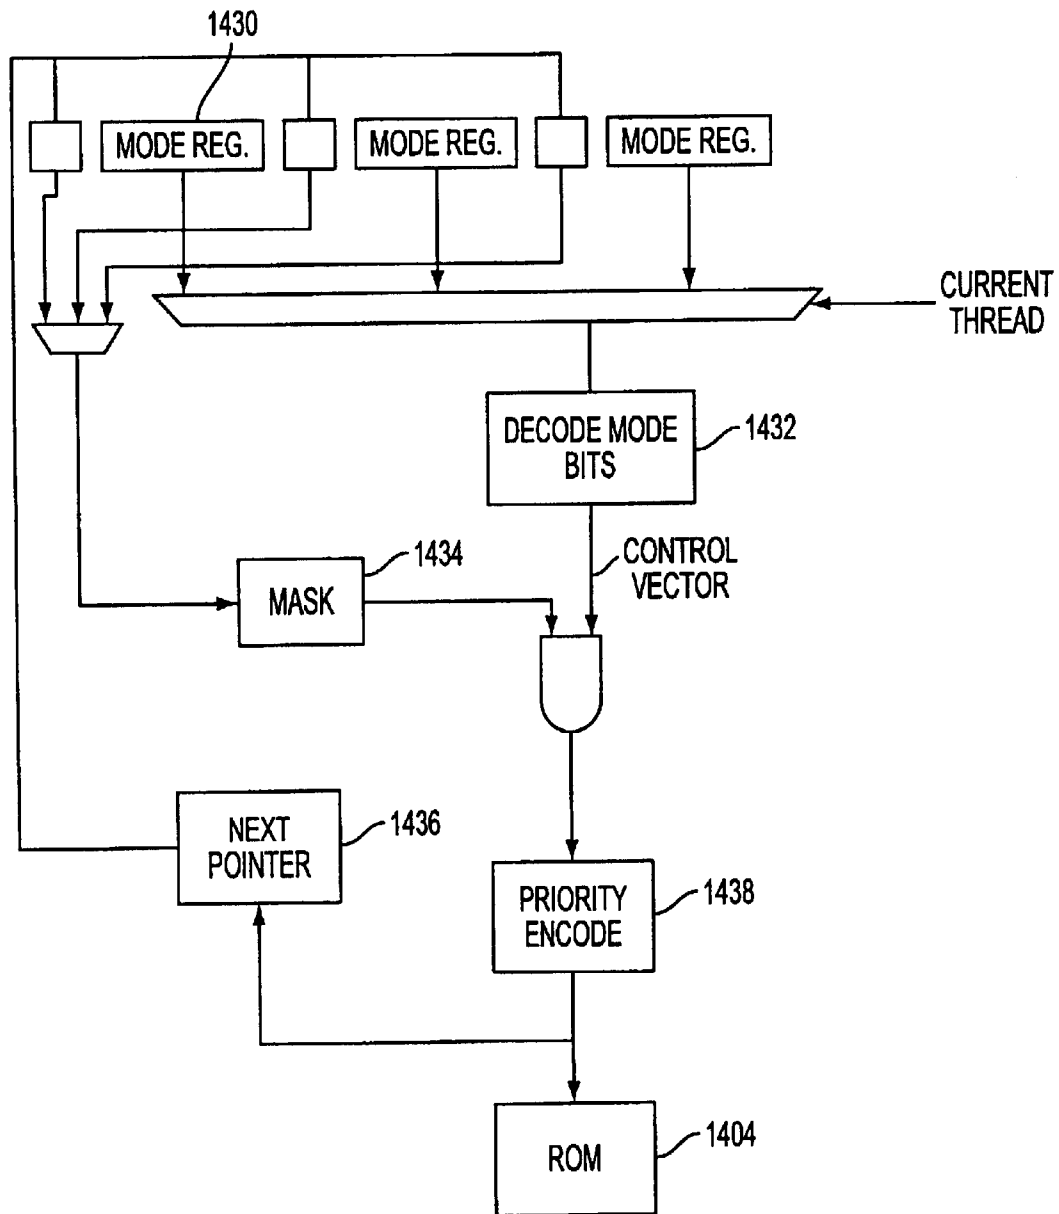 1430
MODE REG.
MODE REG.
MODE REG.
CURRENT
THREAD
DECODE MODE
BITS
1432
CONTROL
VECTOR
1434
MASK
NEXT
POINTER
1436
PRIORITY
ENCODE
1438
ROM
1404